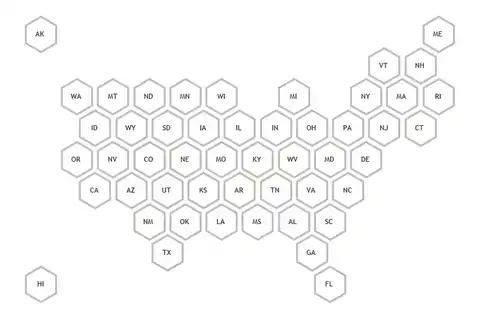 AK ME
VT NH
WA MT ND MN WI MI NY MA RI
ID WY SD IA IL IN OH PA NJ CT
OR NV CO NE MO KY WV MD DE
CA AZ UT KS AR TN VA NC
NM OK LA MS AL SC
TX GA
HI FL